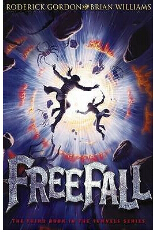 RODERICK GORDON • BRIAN WILLIAMS
FREEFALL
THE THIRD BOOK IN THE TUNNELS SERIES